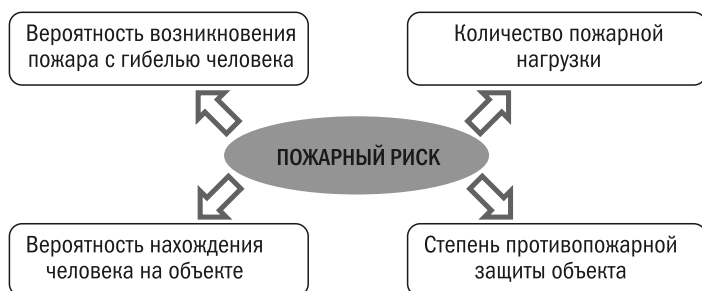 Вероятность возникновения
пожара с гибелью человека
Количество пожарной
нагрузки
ПОЖАРНЫЙ РИСК
Вероятность нахождения
человека на объекте
Степень противопожарной
защиты объекта